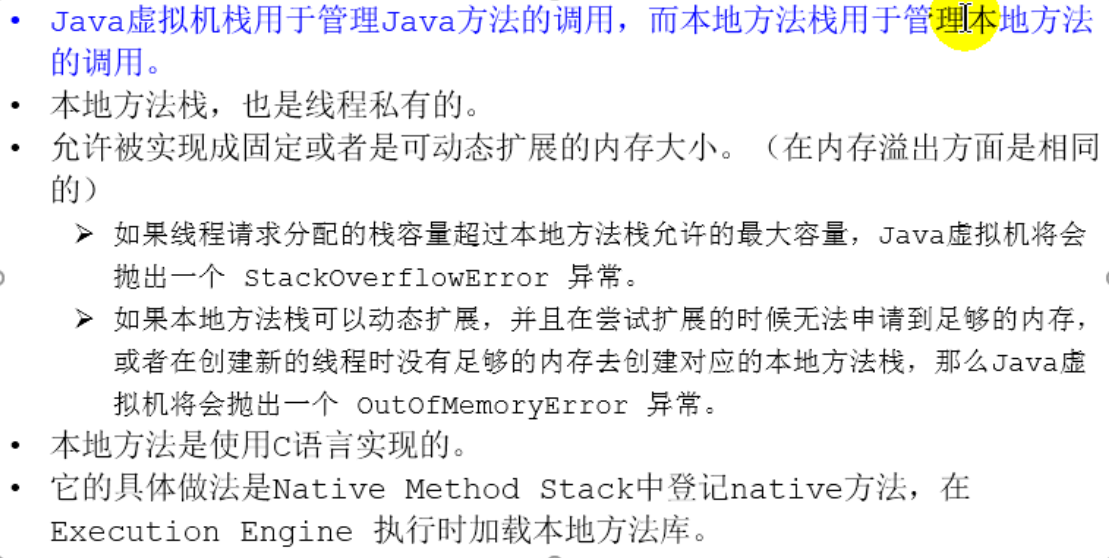 • Java虚拟机栈用于管理Java方法的调用，而本地方法栈用于管理本地方法
的调用。
• 本地方法栈，也是线程私有的。
• 允许被实现成固定或者是可动态扩展的内存大小。（在内存溢出方面是相同
的）
➢ 如果线程请求分配的栈容量超过本地方法栈允许的最大容量，Java虚拟机将会
抛出一个 StackOverflowError 异常。
➢ 如果本地方法栈可以动态扩展，并且在尝试扩展的时候无法申请到足够的内存，
或者在创建新的线程时没有足够的内存去创建对应的本地方法栈，那么Java虚
拟机将会抛出一个 OutOfMemoryError 异常。
• 本地方法是使用C语言实现的。
• 它的具体做法是Native Method Stack中登记native方法，在
Execution Engine 执行时加载本地方法库。